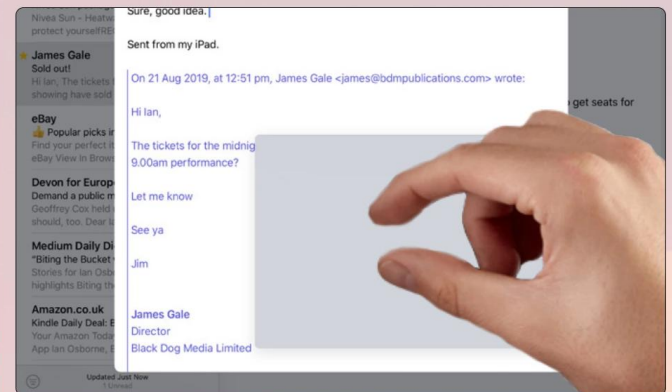 Nivea Sun - Heatw
protect yourselfRE
James Gale
Sold out!
Hi Ian, The tickets
showing have sold
eBay
👍 Popular picks in
Find your perfect it
eBay View In Brows
Devon for Europ
Demand a public m
Geoffrey Cox held
should, too. Dear
Medium Daily Di
"Biting the Bucket
Stories for Ian Osb
highlights Biting th
Amazon.co.uk
Kindle Daily Deal: E
Your Amazon Toda
App Ian Osborne, E
Updated Just Now
1 Unread
Sure, good idea.
Sent from my iPad.
On 21 Aug 2019, at 12:51 pm, James Gale <james@bdmpublications.com> wrote:
Hi Ian,
The tickets for the midnig
9.00am performance?
Let me know
See ya
Jim
James Gale
Director
Black Dog Media Limited
get seats for